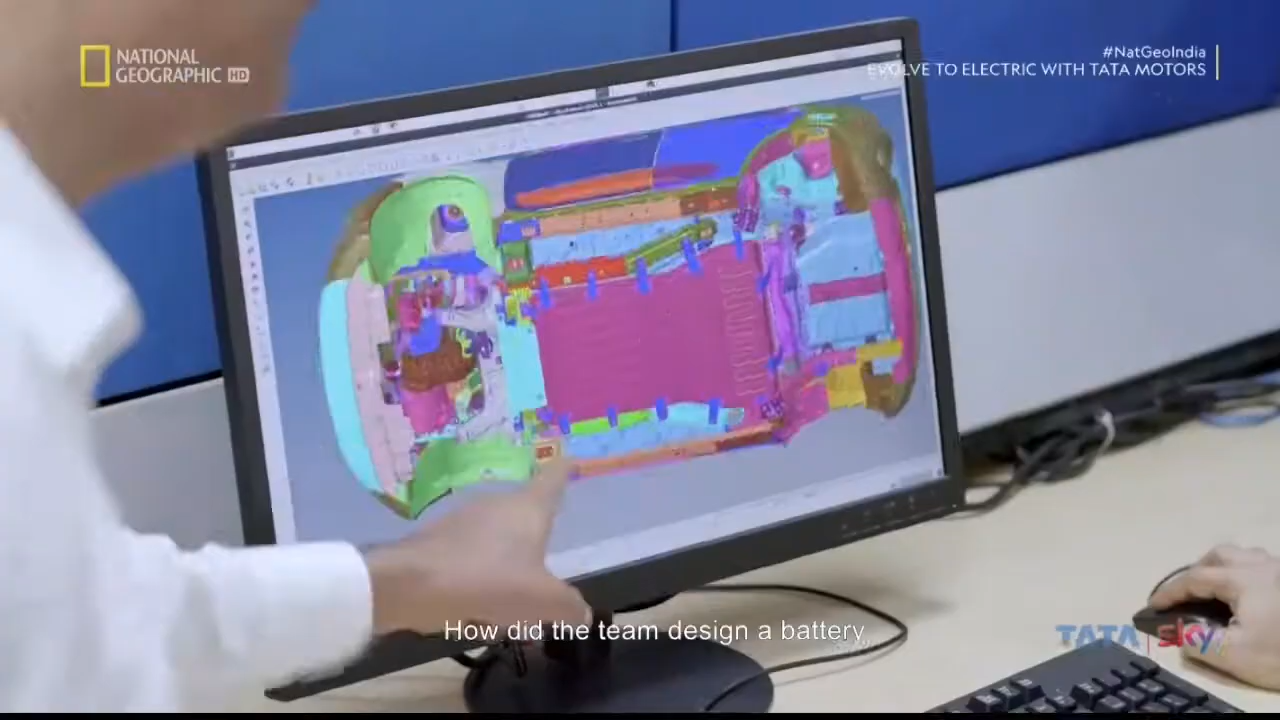 NATIONAL
GEOGRAPHIC HD
#NatGeoIndia
EVOLVE TO ELECTRIC WITH TATA MOTORS
How did the team design a battery
TATA sky